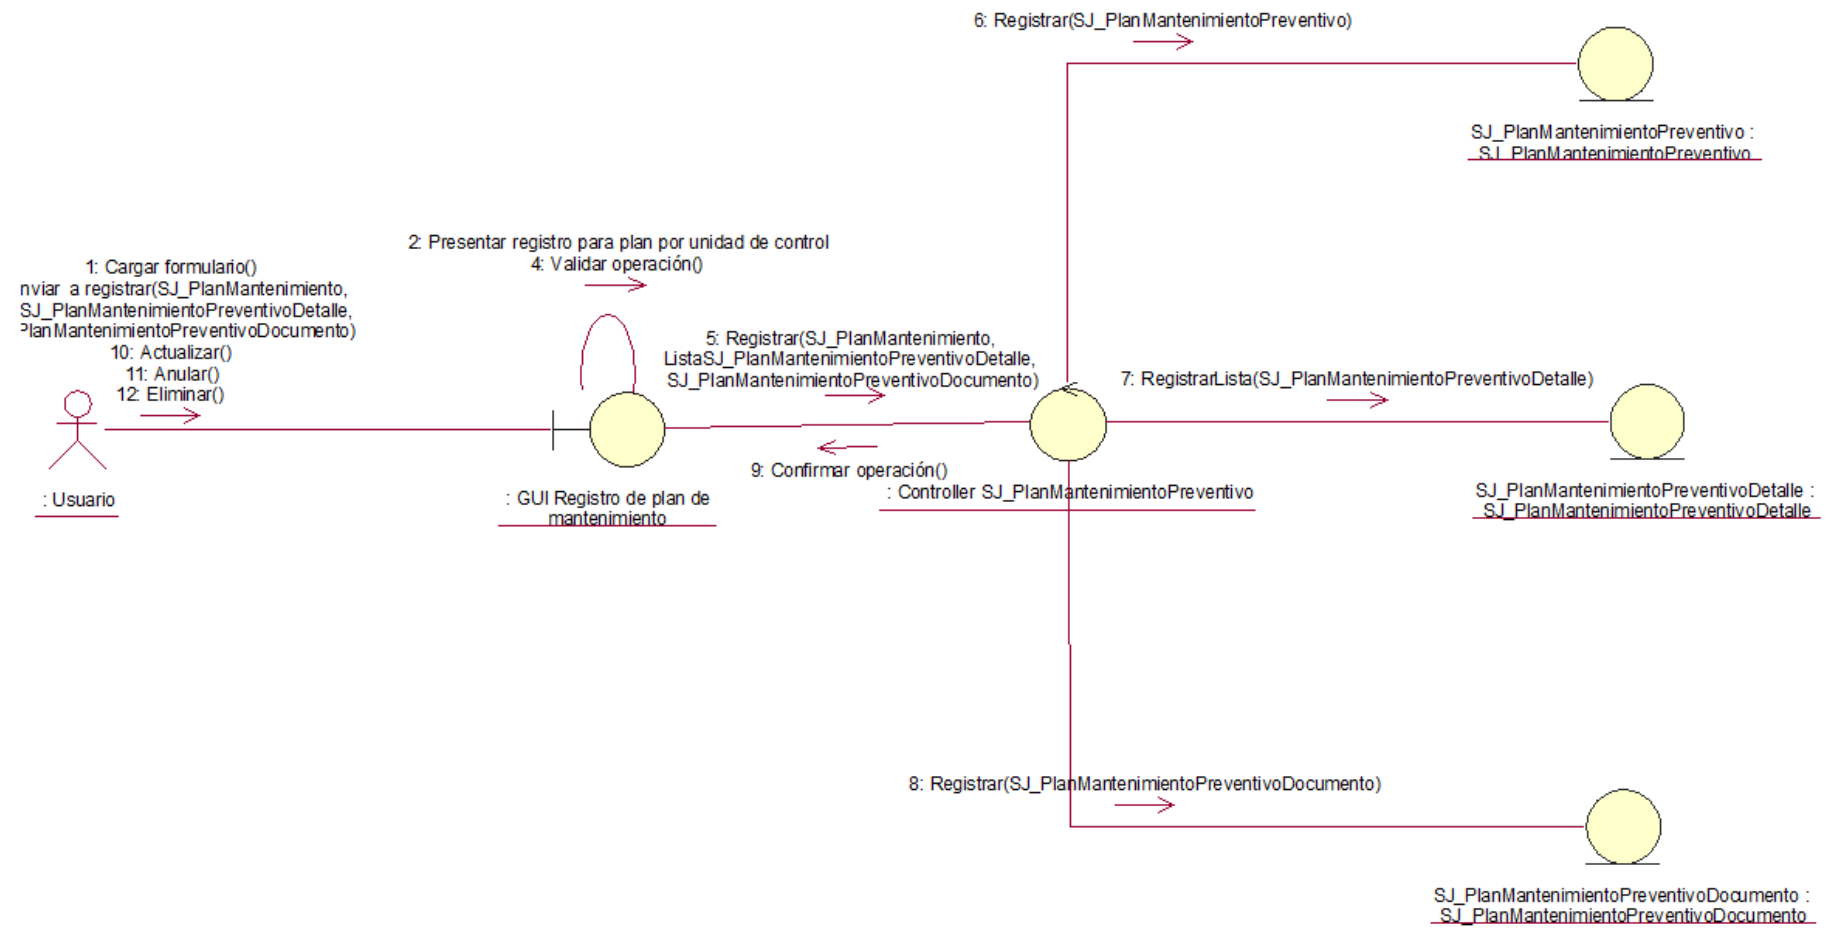 6: Registrar(SJ_PlanMantenimientoPreventivo)
SJ_PlanMantenimientoPreventivo :
SJ_PlanMantenimientoPreventivo
2: Presentar registro para plan por unidad de control
4: Validar operación()
1: Cargar formulario()
nviar a registrar(SJ_PlanMantenimiento,
SJ_PlanMantenimientoPreventivoDetalle,
PlanMantenimientoPreventivoDocumento)
10: Actualizar()
11: Anular()
12: Eliminar()
5: Registrar(SJ_PlanMantenimiento,
ListaSJ_PlanMantenimientoPreventivoDetalle,
SJ_PlanMantenimientoPreventivoDocumento)
7: RegistrarLista(SJ_PlanMantenimientoPreventivoDetalle)
9: Confirmar operación()
: Usuario
: GUI Registro de plan de
mantenimiento
: Controller SJ_PlanMantenimientoPreventivo
SJ_PlanMantenimientoPreventivoDetalle :
SJ_PlanMantenimientoPreventivoDetalle
8: Registrar(SJ_PlanMantenimientoPreventivoDocumento)
SJ_PlanMantenimientoPreventivoDocumento :
SJ_PlanMantenimientoPreventivoDocumento